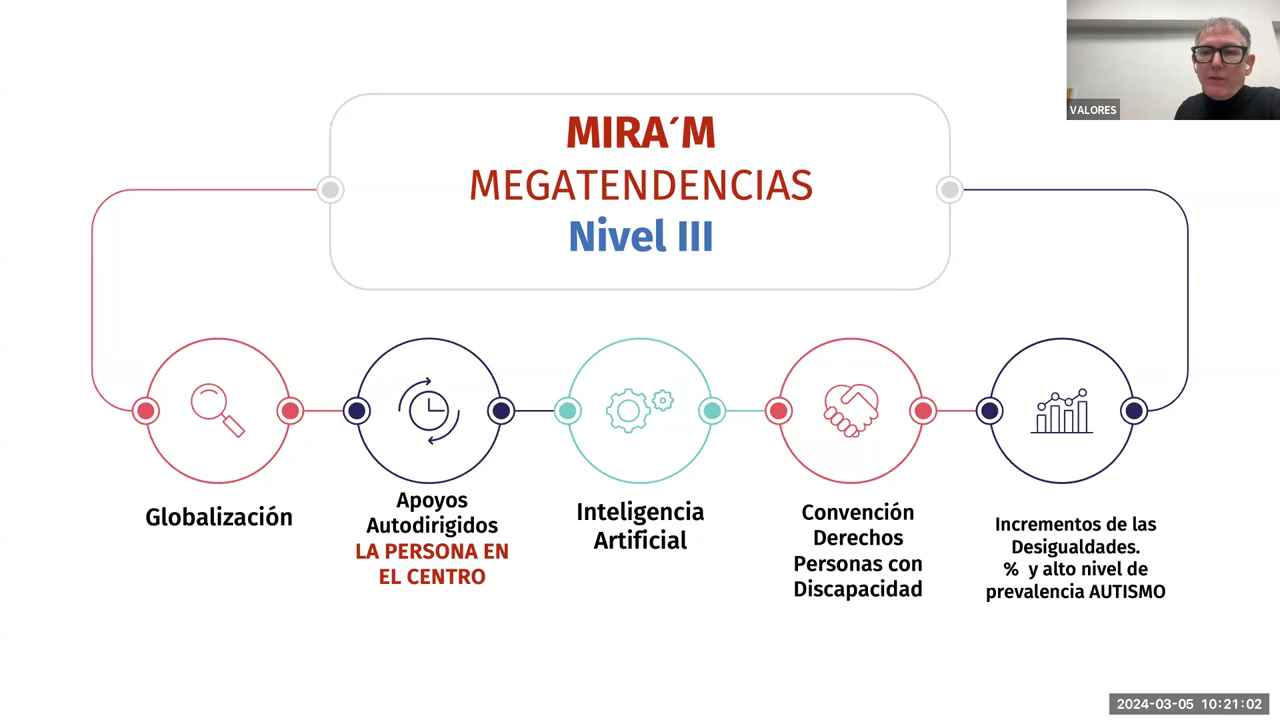 VALORES
MIRA´M
MEGATENDENCIAS
Nivel III
Globalización
Apoyos
Autodirigidos
LA PERSONA EN
EL CENTRO
Inteligencia
Artificial
Convención
Derechos
Personas con
Discapacidad
Incrementos de las
Desigualdades.
% y alto nivel de
prevalencia AUTISMO
2024-03-05 10:21:02